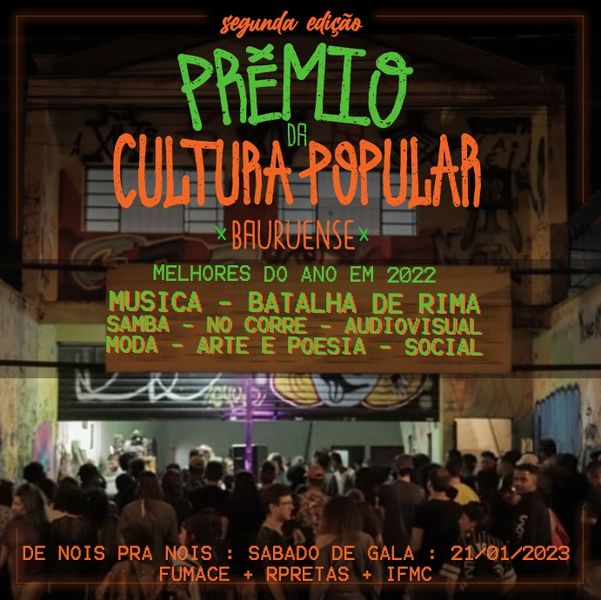 segunda edição
PRÊMIO
DA
CULTURA POPULAR
×BAURUENSE×
MELHORES DO ANO EM 2022
MUSICA - BATALHA DE RIMA
SAMBA - NO CORRE - AUDIOVISUAL
MODA - ARTE E POESIA - SOCIAL
DE NOIS PRA NOIS : SABADO DE GALA : 21/01/2023
FUMACE + RPRETAS + IFMC